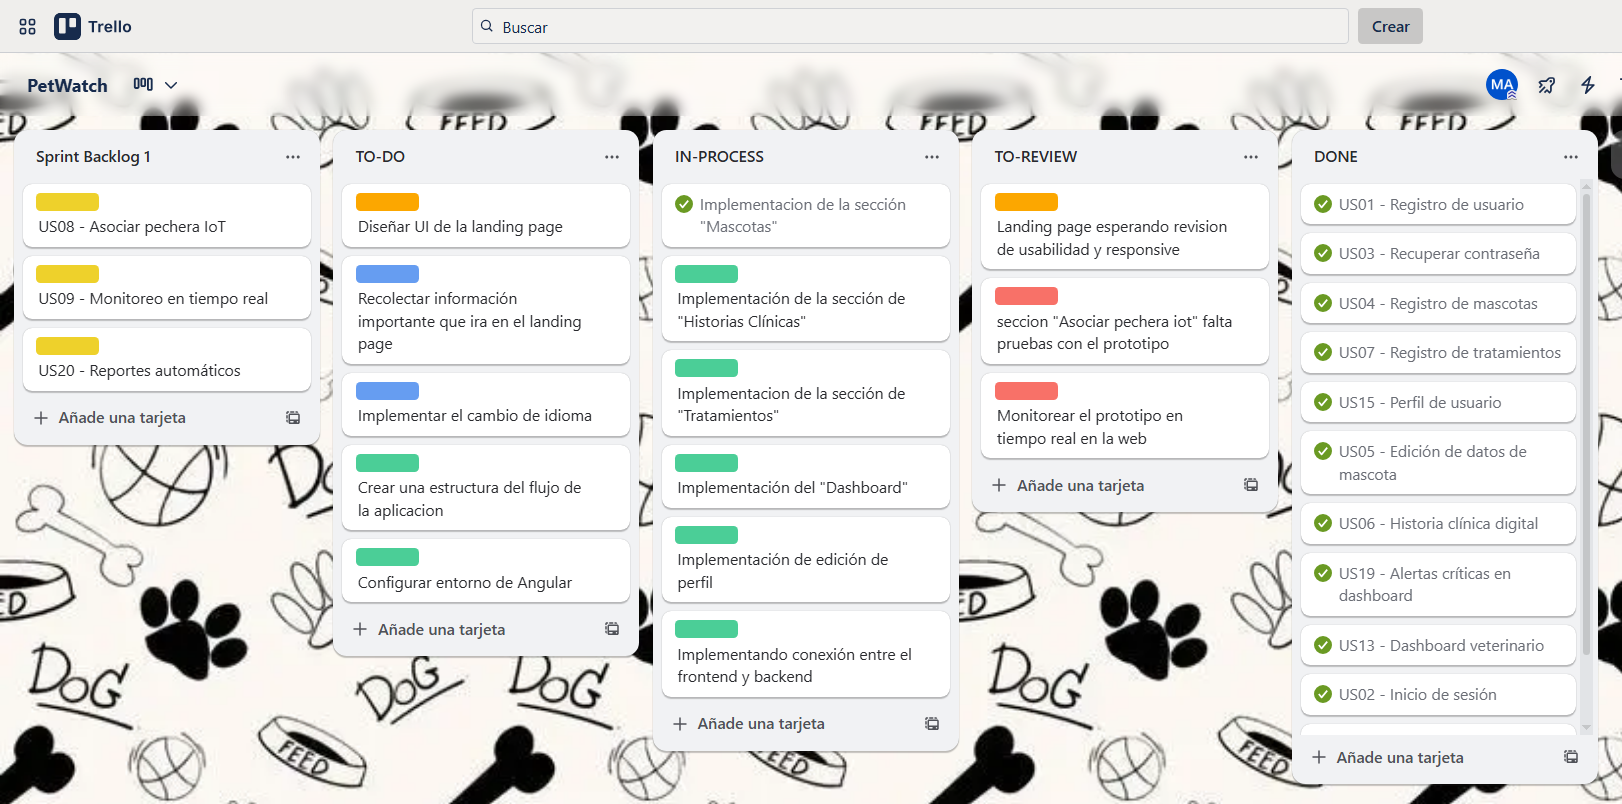 Trello
Buscar
Crear
PetWatch
MA
Sprint Backlog 1
US08 - Asociar pechera IoT
US09 - Monitoreo en tiempo real
US20 - Reportes automáticos
Añade una tarjeta
TO-DO
Diseñar UI de la landing page
Recolectar información
importante que ira en el landing
page
Implementar el cambio de idioma
Crear una estructura del flujo de
la aplicacion
Configurar entorno de Angular
Añade una tarjeta
IN-PROCESS
Implementacion de la sección
"Mascotas"
Implementación de la sección de
"Historias Clínicas"
Implementacion de la sección de
"Tratamientos"
Implementación del "Dashboard"
Implementación de edición de
perfil
Implementando conexión entre el
frontend y backend
Añade una tarjeta
TO-REVIEW
Landing page esperando revision
de usabilidad y responsive
seccion "Asociar pechera iot" falta
pruebas con el prototipo
Monitorear el prototipo en
tiempo real en la web
Añade una tarjeta
DONE
US01 - Registro de usuario
US03 - Recuperar contraseña
US04 - Registro de mascotas
US07 - Registro de tratamientos
US15 - Perfil de usuario
US05 - Edición de datos de
mascota
US06 - Historia clínica digital
US19 - Alertas críticas en
dashboard
US13 - Dashboard veterinario
US02 - Inicio de sesión
Añade una tarjeta
FEED
FEED
FEED
DOG
FEED
DOG
DOG
DOG
FEED
FEED